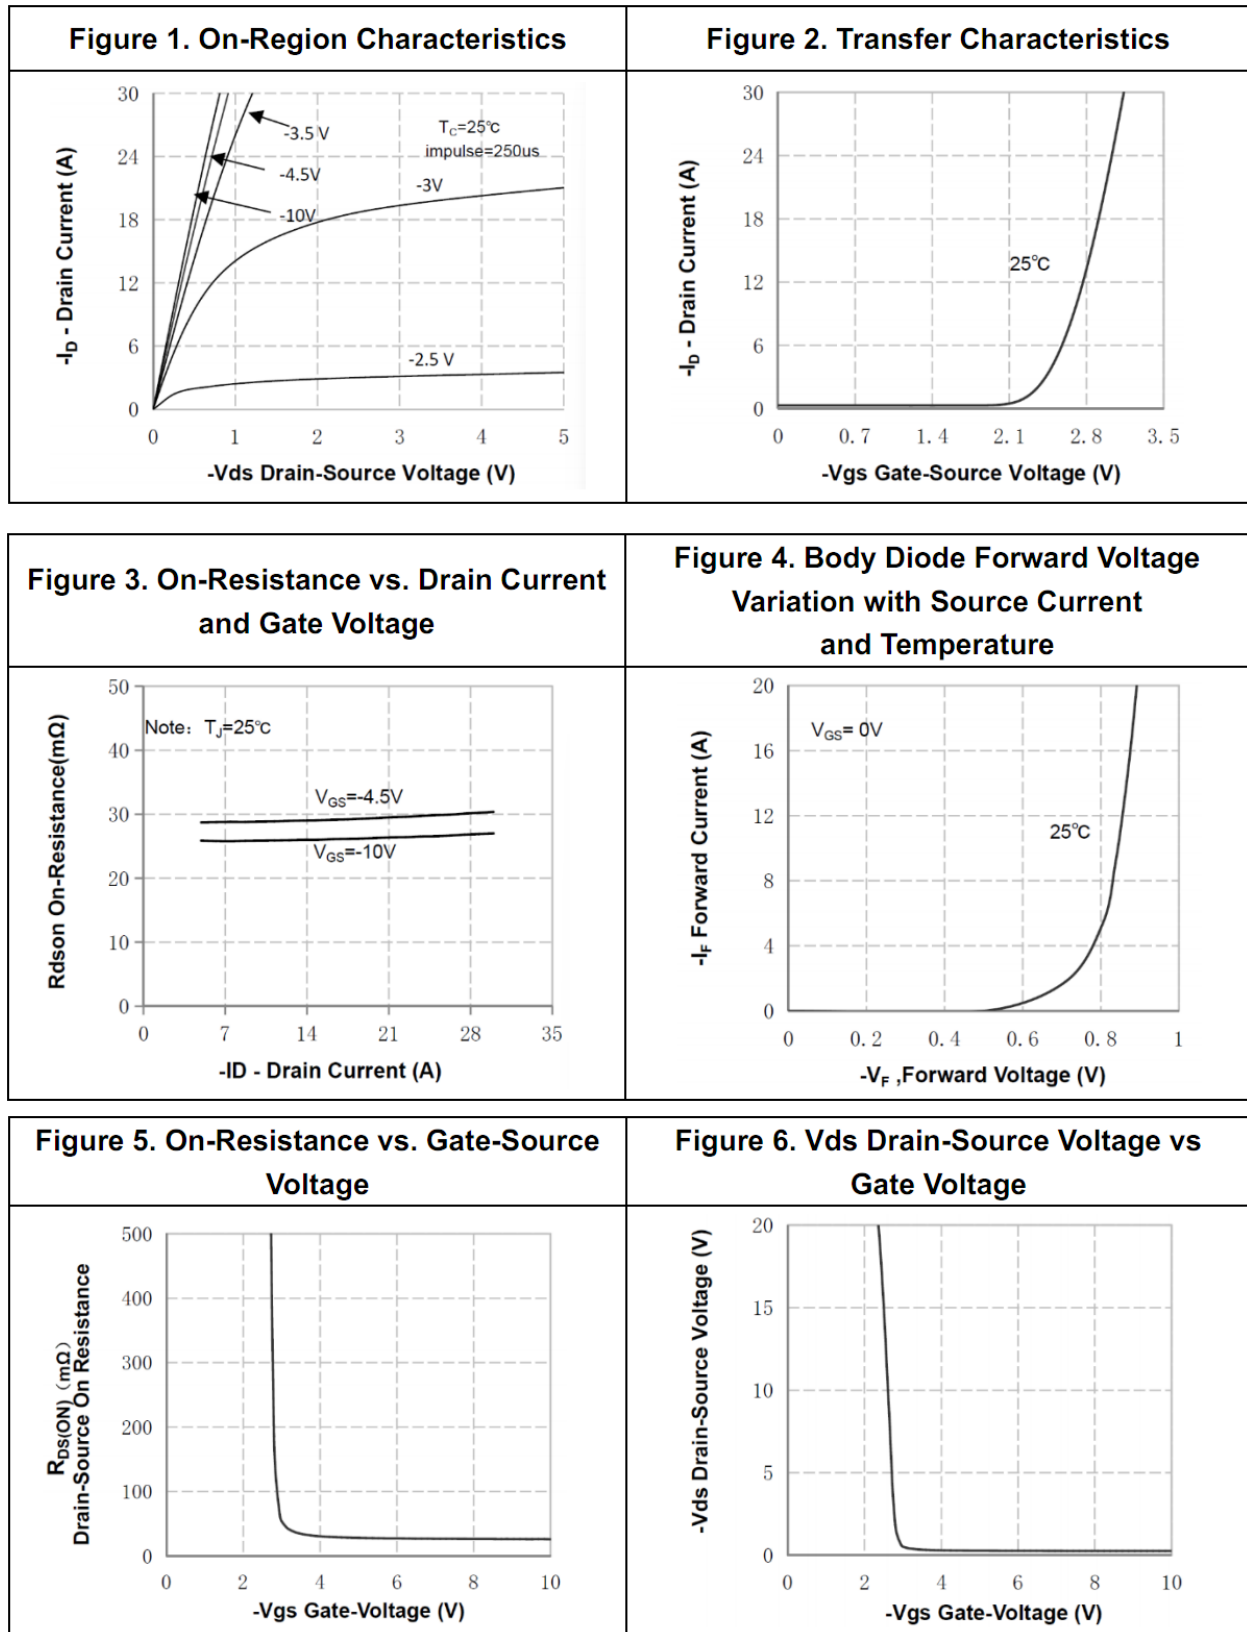 Figure 1. On-Region Characteristics
-ID - Drain Current (A)
30
24
18
12
6
0
-3.5 V
-4.5V
-10V
TC=25℃
impulse=250us
-3V
-2.5 V
0 1 2 3 4 5
-Vds Drain-Source Voltage (V)
Figure 2. Transfer Characteristics
-ID - Drain Current (A)
30
24
18
12
6
0
25℃
0 0.7 1.4 2.1 2.8 3.5
-Vgs Gate-Source Voltage (V)
Figure 3. On-Resistance vs. Drain Current
and Gate Voltage
Rdson On-Resistance(mΩ)
50
40
30
20
10
0
Note: TJ=25℃
VGS=-4.5V
VGS=-10V
0 7 14 21 28 35
-ID - Drain Current (A)
Figure 4. Body Diode Forward Voltage
Variation with Source Current
and Temperature
-IF Forward Current (A)
20
16
12
8
4
0
VGS= 0V
25℃
0 0.2 0.4 0.6 0.8 1
-VF ,Forward Voltage (V)
Figure 5. On-Resistance vs. Gate-Source
Voltage
RDS(ON) (mΩ)
Drain-Source On Resistance
500
400
300
200
100
0
0 2 4 6 8 10
-Vgs Gate-Voltage (V)
Figure 6. Vds Drain-Source Voltage vs
Gate Voltage
-Vds Drain-Source Voltage (V)
20
15
10
5
0
0 2 4 6 8 10
-Vgs Gate-Voltage (V)